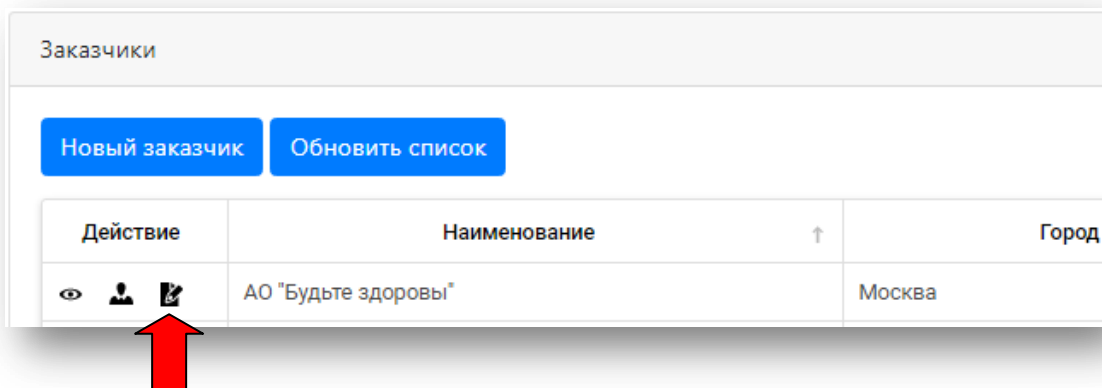 Заказчики
Новый заказчик Обновить список
Действие Наименование ↑ Город
АО "Будьте здоровы" Москва